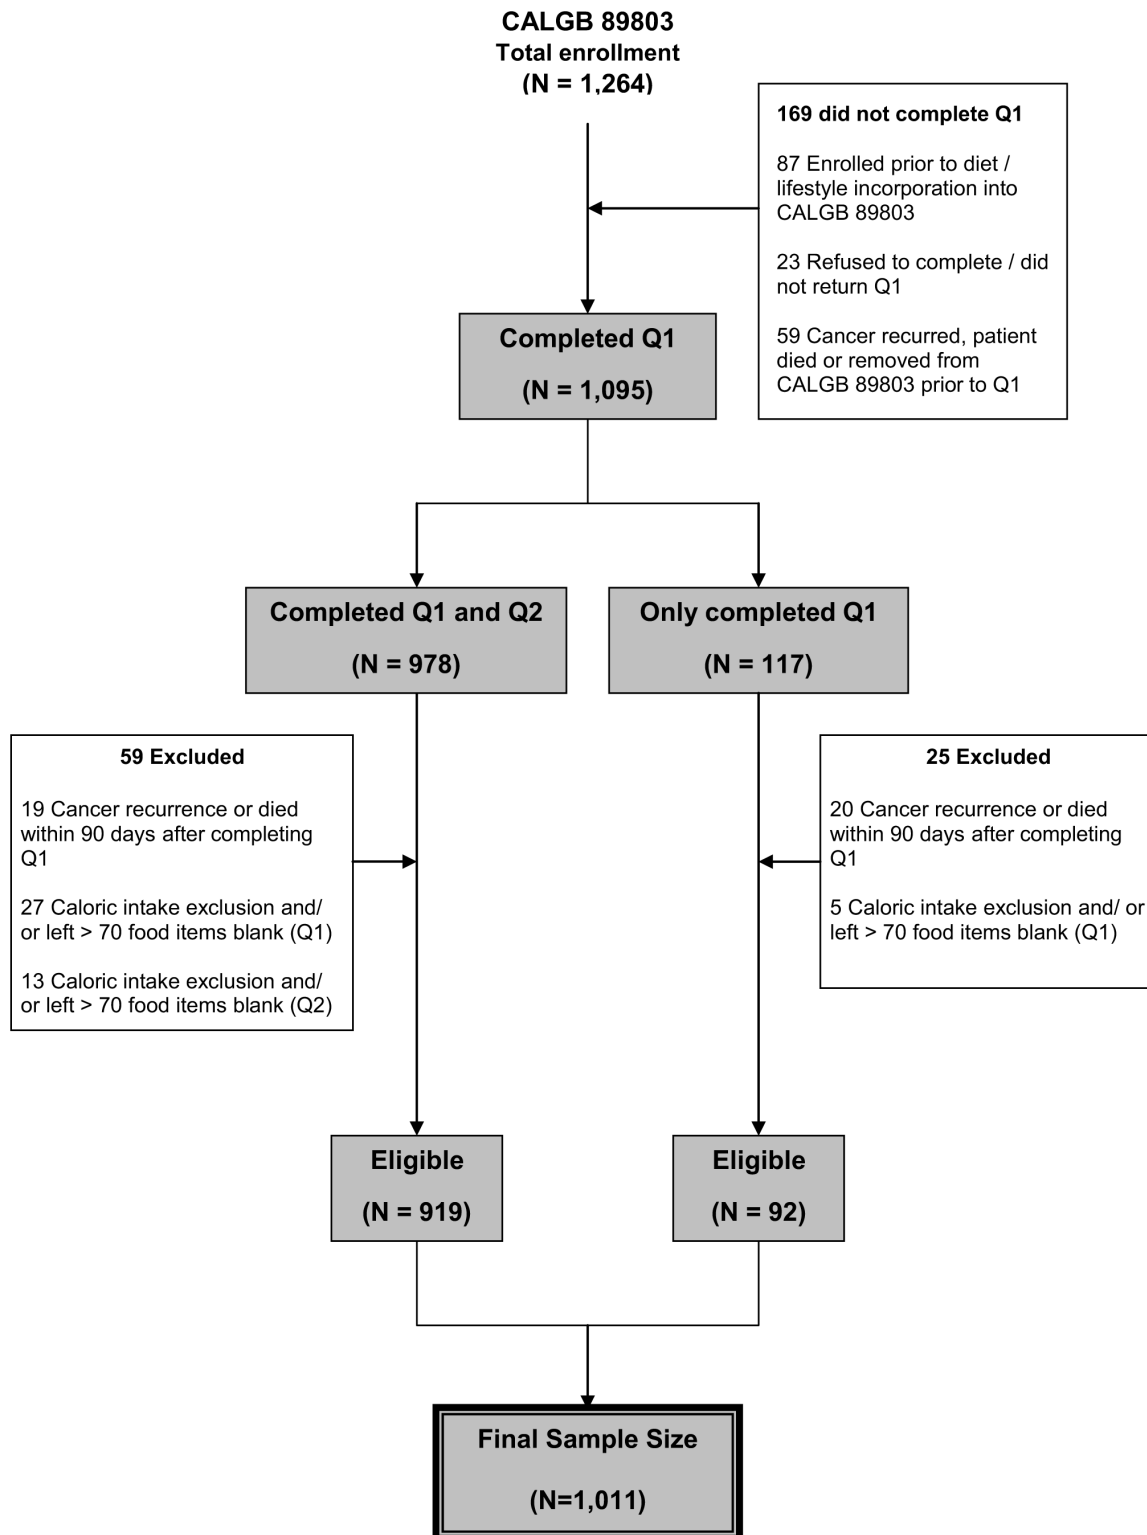 CALGB 89803
Total enrollment
(N = 1,264)
169 did not complete Q1
87 Enrolled prior to diet /
lifestyle incorporation into
CALGB 89803
23 Refused to complete / did
not return Q1
59 Cancer recurred, patient
died or removed from
CALGB 89803 prior to Q1
Completed Q1
(N = 1,095)
Completed Q1 and Q2
(N = 978)
Only completed Q1
(N = 117)
59 Excluded
19 Cancer recurrence or died
within 90 days after completing
Q1
27 Caloric intake exclusion and/
or left > 70 food items blank (Q1)
13 Caloric intake exclusion and/
or left > 70 food items blank (Q2)
25 Excluded
20 Cancer recurrence or died
within 90 days after completing
Q1
5 Caloric intake exclusion and/ or
left > 70 food items blank (Q1)
Eligible
(N = 919)
Eligible
(N = 92)
Final Sample Size
(N=1,011)